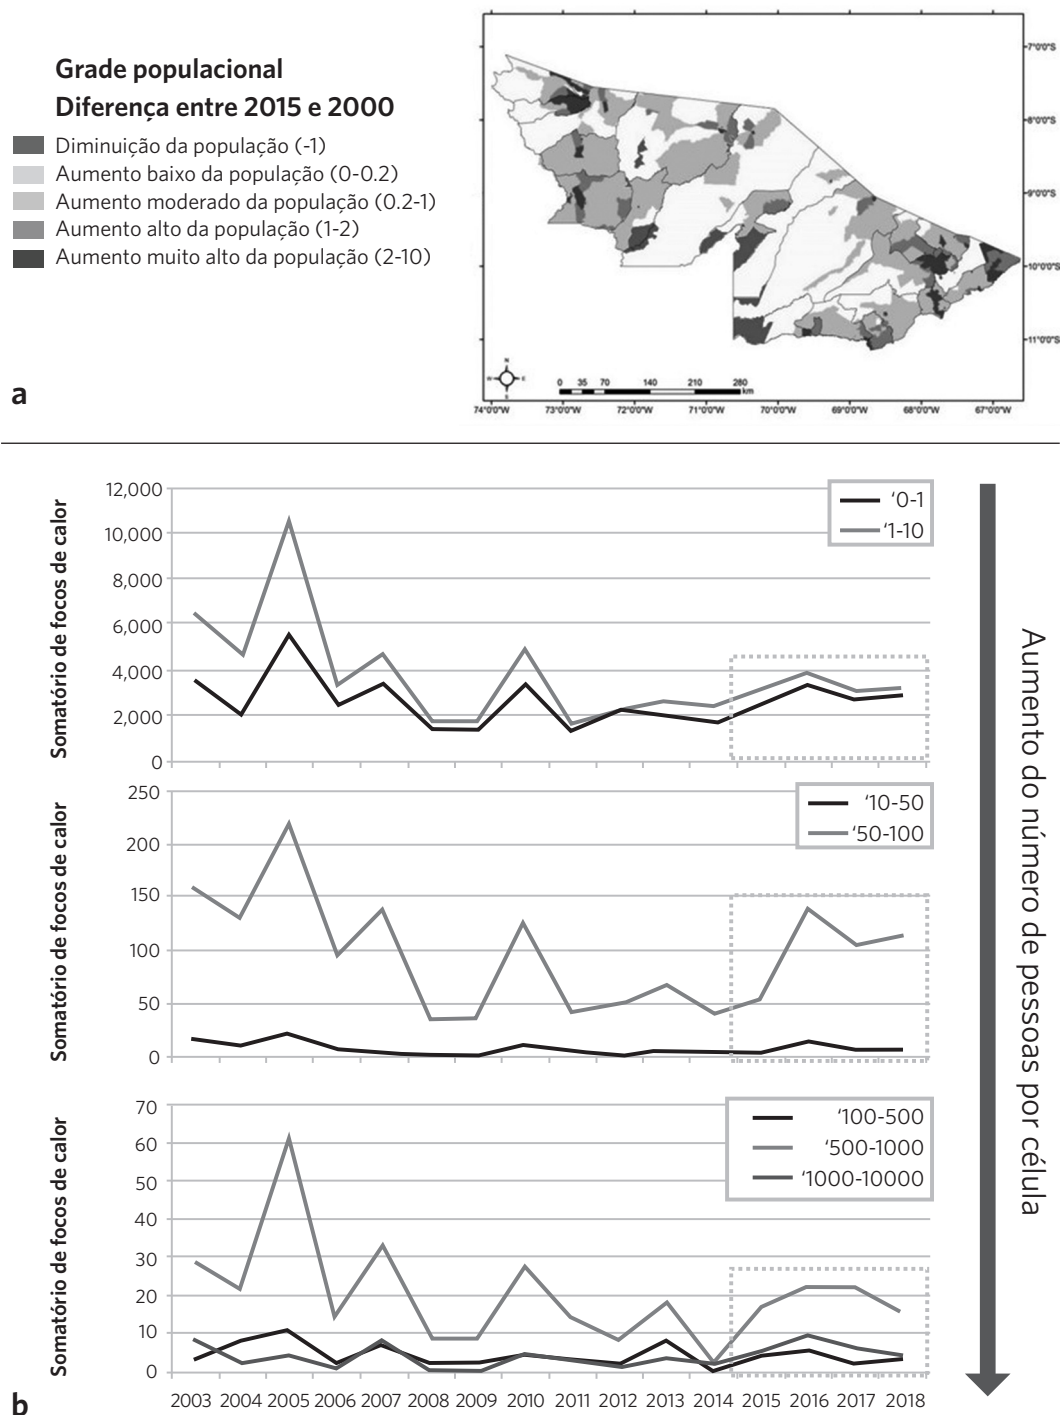 Grade populacional
Diferença entre 2015 e 2000
Diminuição da população (-1)
Aumento baixo da população (0-0.2)
Aumento moderado da população (0.2-1)
Aumento alto da população (1-2)
Aumento muito alto da população (2-10)
a
7°0'0"S
8°0'0"S
9°0'0"S
10°0'0"S
11°0'0"S
N
W
E
S
0 35 70 140 210 280
km
74°0'0"W 73°0'0"W 72°0'0"W 71°0'0"W 70°0'0"W 69°0'0"W 68°0'0"W 67°0'0"W
Somatório de focos de calor
12,000
10,000
8,000
6,000
4,000
2,000
0
'0-1
'1-10
Somatório de focos de calor
250
200
150
100
50
0
'10-50
'50-100
Somatório de focos de calor
70
60
50
40
30
20
10
0
'100-500
'500-1000
'1000-10000
2003 2004 2005 2006 2007 2008 2009 2010 2011 2012 2013 2014 2015 2016 2017 2018
Aumento do número de pessoas por célula
b